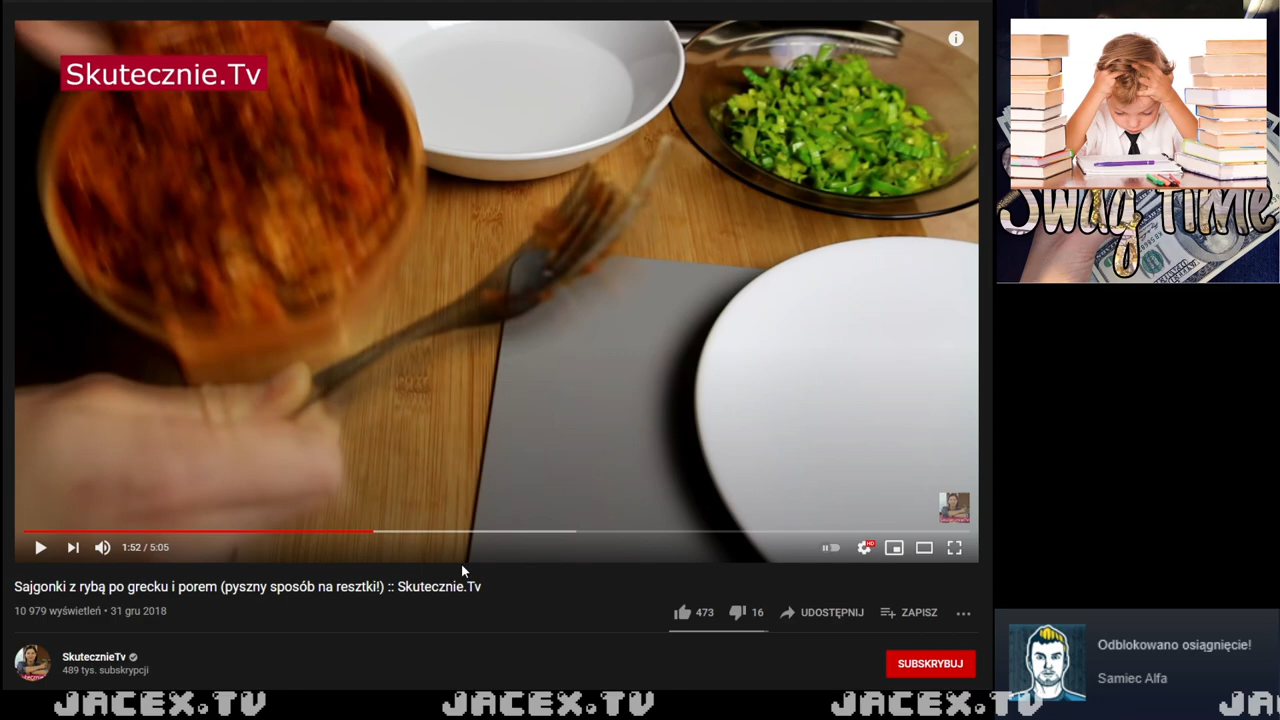 Skutecznie.Tv
Swag Time
1:52 / 5:05
HD
Sajgonki z rybą po grecku i porem (pyszny sposób na resztki!) :: Skutecznie.Tv
10 979 wyświetleń • 31 gru 2018
473
16
UDOSTĘPNIJ
ZAPISZ
SkutecznieTv
489 tys. subskrypcji
SUBSKRYBUJ
Odblokowano osiągnięcie!
Samiec Alfa
JACEX.TV JACEX.TV JACEX.TV JA